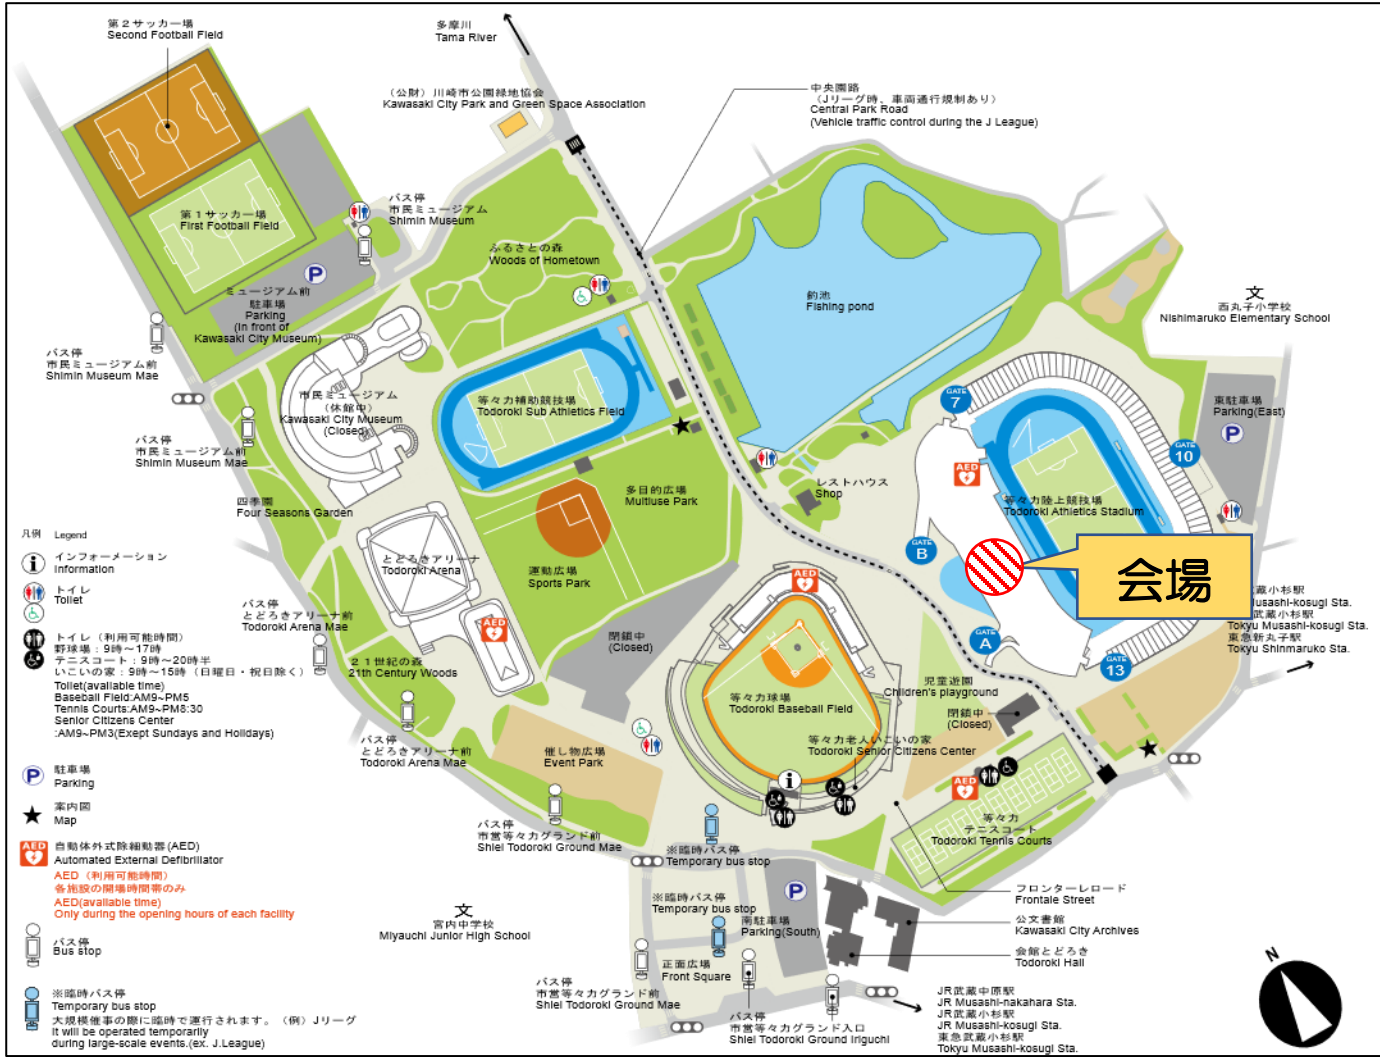 第２サッカー場
Second Football Field
多摩川
Tama River
（公財）川崎市公園緑地協会
Kawasaki City Park and Green Space Association
中央園路
（Jリーグ時、車両通行規制あり）
Central Park Road
(Vehicle traffic control during the J League)
バス停
市民ミュージアム
Shimin Museum
第１サッカー場
First Football Field
ふるさとの森
Woods of Hometown
釣池
Fishing pond
文
西丸子小学校
Nishimaruko Elementary School
P
ミュージアム前
駐車場
Parking
(In front of
Kawasaki City Museum)
バス停
市民ミュージアム前
Shimin Museum Mae
市民ミュージアム
（休館中）
Kawasaki City Museum
(Closed)
等々力補助競技場
Todoroki Sub Athletics Field
GATE
7
東駐車場
Parking(East)
P
バス停
市民ミュージアム前
Shimin Museum Mae
GATE
10
AED
四季園
Four Seasons Garden
多目的広場
Multiuse Park
レストハウス
Shop
等々力陸上競技場
Todoroki Athletics Stadium
凡例 Legend
インフォーメーション
Information
トイレ
Toilet
トイレ（利用可能時間）
野球場：9時～17時
テニスコート：9時～20時半
いこいの家：9時～15時（日曜日・祝日除く）
Toilet(available time)
Baseball Field:AM9~PM5
Tennis Courts:AM9~PM8:30
Senior Citizens Center
:AM9~PM3(Exept Sundays and Holidays)
P
駐車場
Parking
案内図
Map
AED
自動体外式除細動器(AED)
Automated External Defibrillator
AED（利用可能時間）
各施設の開場時間帯のみ
AED(available time)
Only during the opening hours of each facility
バス停
Bus stop
※臨時バス停
Temporary bus stop
大規模催事の際に臨時で運行されます。（例）Jリーグ
It will be operated temporarily
during large-scale events.(ex. J.League)
とどろきアリーナ
Todoroki Arena
運動広場
Sports Park
GATE
B
会場
蔵小杉駅
Musashi-kosugi Sta.
武蔵小杉駅
Tokyu Musashi-kosugi Sta.
東急新丸子駅
Tokyu Shinmaruko Sta.
バス停
とどろきアリーナ前
Todoroki Arena Mae
AED
AED
閉鎖中
(Closed)
GATE
A
GATE
13
２１世紀の森
21th Century Woods
等々力球場
Todoroki Baseball Field
児童遊園
Children's playground
閉鎖中
(Closed)
バス停
とどろきアリーナ前
Todoroki Arena Mae
催し物広場
Event Park
等々力老人いこいの家
Todoroki Senior Citizens Center
AED
バス停
市営等々力グランド前
Shiei Todoroki Ground Mae
等々力
テニスコート
Todoroki Tennis Courts
※臨時バス停
Temporary bus stop
※臨時バス停
Temporary bus stop
P
南駐車場
Parking(South)
フロンターレロード
Frontale Street
公文書館
Kawasaki City Archives
会館とどろき
Todoroki Hall
文
宮内中学校
Miyauchi Junior High School
正面広場
Front Square
バス停
市営等々力グランド前
Shiei Todoroki Ground Mae
バス停
市営等々力グランド入口
Shiei Todoroki Ground Iriguchi
JR武蔵中原駅
JR Musashi-nakahara Sta.
JR武蔵小杉駅
JR Musashi-kosugi Sta.
東急武蔵小杉駅
Tokyu Musashi-kosugi Sta.
N